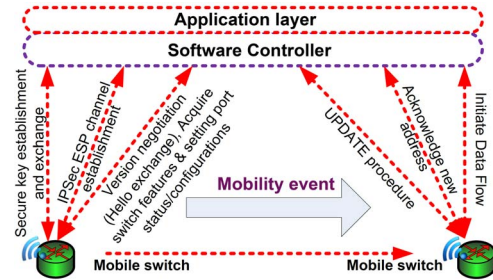 Application layer
Software Controller
Secure key establishment
and exchange
IPSec ESP channel
establishment
Version negotiation
(Hello exchange), Acquire
switch features & setting port
status/configurations
Mobility event
UPDATE procedure
Acknowledge new
address
Initiate Data Flow
Mobile switch
Mobile switch